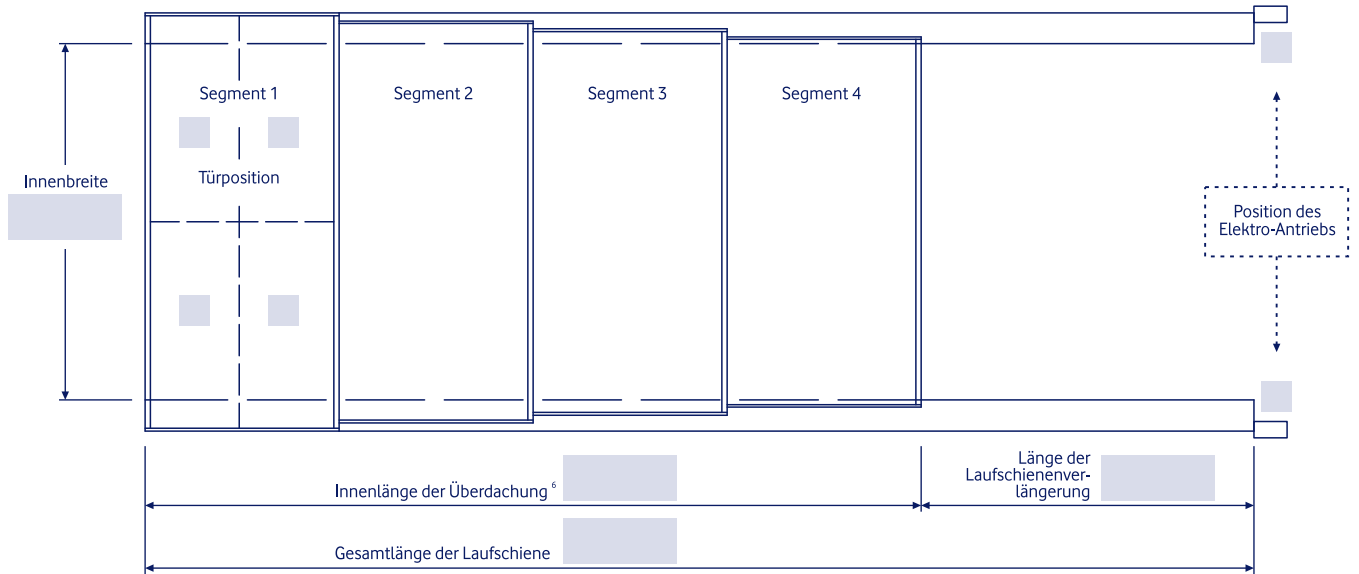 Segment 1
Segment 2
Segment 3
Segment 4
Türposition
Innenbreite
Position des
Elektro-Antriebs
Innenlänge der Überdachung ⁶
Länge der
Laufschienenver-
längerung
Gesamtlänge der Laufschiene